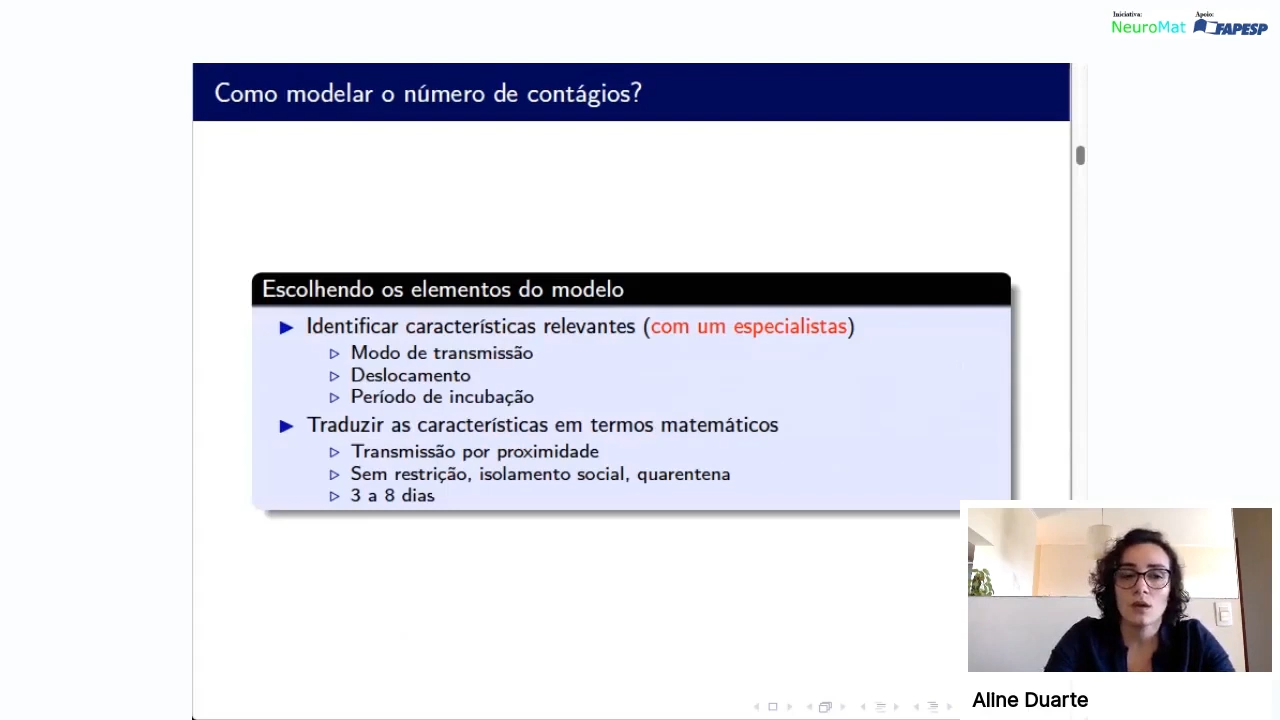 Iniciativa:
Apoio:
NeuroMat
FAPESP
Como modelar o número de contágios?
Escolhendo os elementos do modelo
Identificar características relevantes (com um especialistas)
Modo de transmissão
Deslocamento
Período de incubação
Traduzir as características em termos matemáticos
Transmissão por proximidade
Sem restrição, isolamento social, quarentena
3 a 8 dias
Aline Duarte